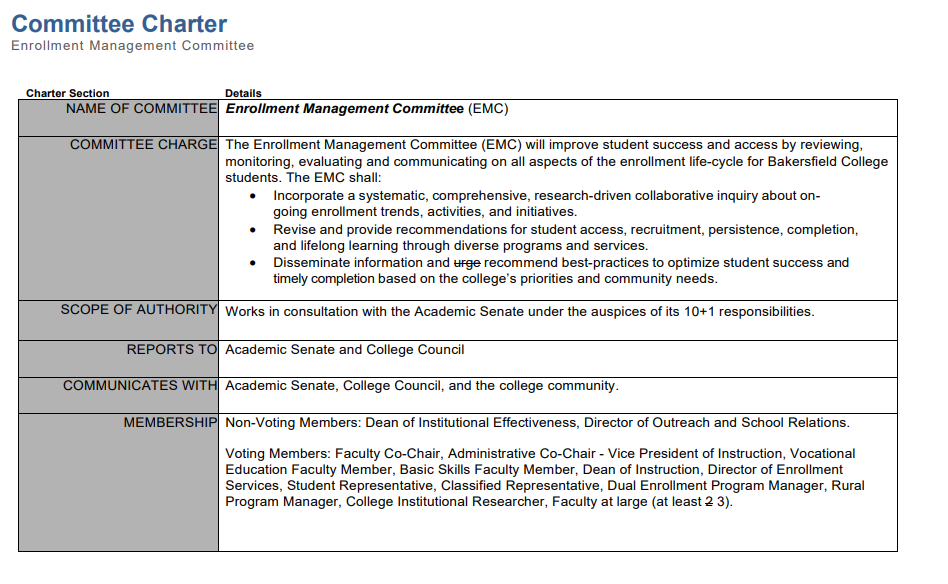 Committee Charter
Enrollment Management Committee
Charter Section Details
NAME OF COMMITTEE Enrollment Management Committee (EMC)
COMMITTEE CHARGE The Enrollment Management Committee (EMC) will improve student success and access by reviewing,
monitoring, evaluating and communicating on all aspects of the enrollment life-cycle for Bakersfield College
students. The EMC shall:
• Incorporate a systematic, comprehensive, research-driven collaborative inquiry about on-
going enrollment trends, activities, and initiatives.
• Revise and provide recommendations for student access, recruitment, persistence, completion,
and lifelong learning through diverse programs and services.
• Disseminate information and urge recommend best-practices to optimize student success and
timely completion based on the college's priorities and community needs.
SCOPE OF AUTHORITY Works in consultation with the Academic Senate under the auspices of its 10+1 responsibilities.
REPORTS TO Academic Senate and College Council
COMMUNICATES WITH Academic Senate, College Council, and the college community.
MEMBERSHIP Non-Voting Members: Dean of Institutional Effectiveness, Director of Outreach and School Relations.
Voting Members: Faculty Co-Chair, Administrative Co-Chair - Vice President of Instruction, Vocational
Education Faculty Member, Basic Skills Faculty Member, Dean of Instruction, Director of Enrollment
Services, Student Representative, Classified Representative, Dual Enrollment Program Manager, Rural
Program Manager, College Institutional Researcher, Faculty at large (at least 2 3).